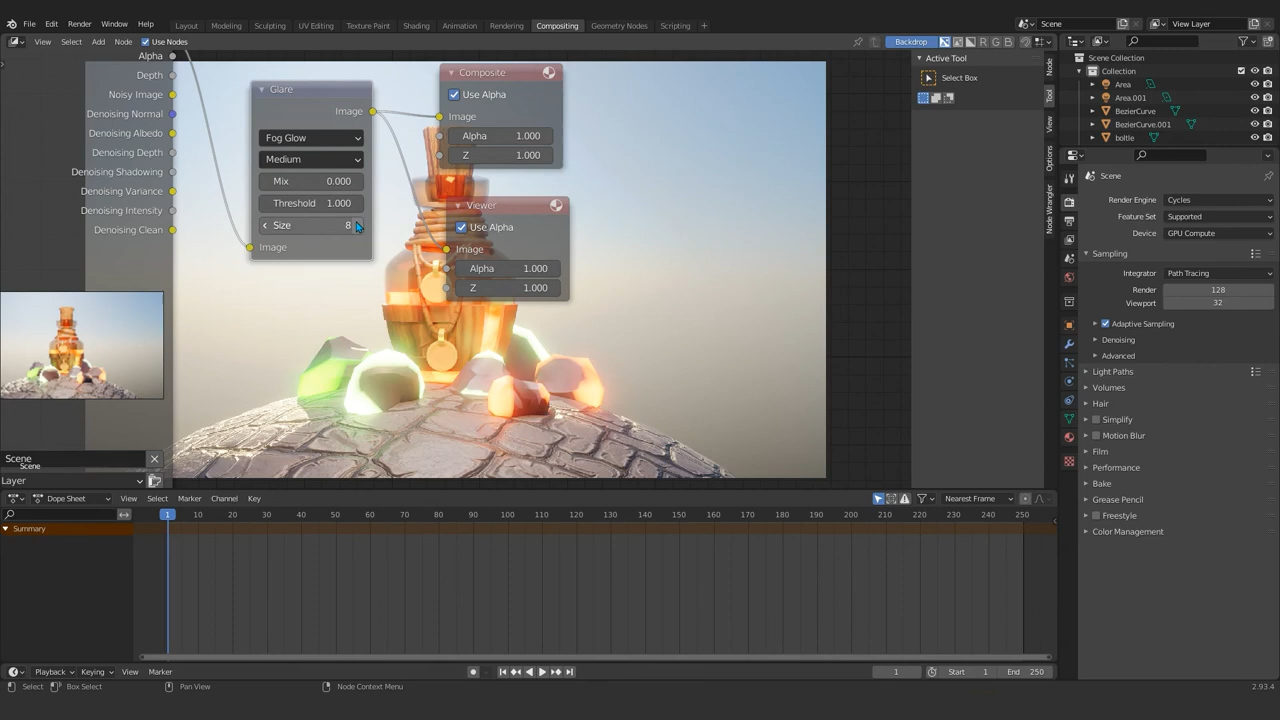 File Edit Render Window Help Layout Modeling Sculpting UV Editing Texture Paint Shading Animation Rendering Compositing Geometry Nodes Scripting + Scene View Layer
View Select Add Node Use Nodes Backdrop R G B
Alpha
Depth
Noisy Image
Denoising Normal
Denoising Albedo
Denoising Depth
Denoising Shadowing
Denoising Variance
Denoising Intensity
Denoising Clean
Glare
Image
Fog Glow
Medium
Mix 0.000
Threshold 1.000
Size 8
Image
Composite
Use Alpha
Image
Alpha 1.000
Z 1.000
Viewer
Use Alpha
Image
Alpha 1.000
Z 1.000
Scene
Scene
Layer
Active Tool
Select Box
Node
Tool
View
Options
Node Wrangler
Scene Collection
Collection
Area
Area.001
BezierCurve
BezierCurve.001
boltle
Scene
Render Engine Cycles
Feature Set Supported
Device GPU Compute
Sampling
Integrator Path Tracing
Render 128
Viewport 32
Adaptive Sampling
Denoising
Advanced
Light Paths
Volumes
Hair
Simplify
Motion Blur
Film
Performance
Bake
Grease Pencil
Freestyle
Color Management
Dope Sheet View Select Marker Channel Key Nearest Frame
1 10 20 30 40 50 60 70 80 90 100 110 120 130 140 150 160 170 180 190 200 210 220 230 240 250
Summary
Playback Keying View Marker 1 Start 1 End 250
Select Box Select Pan View Node Context Menu 2.93.4